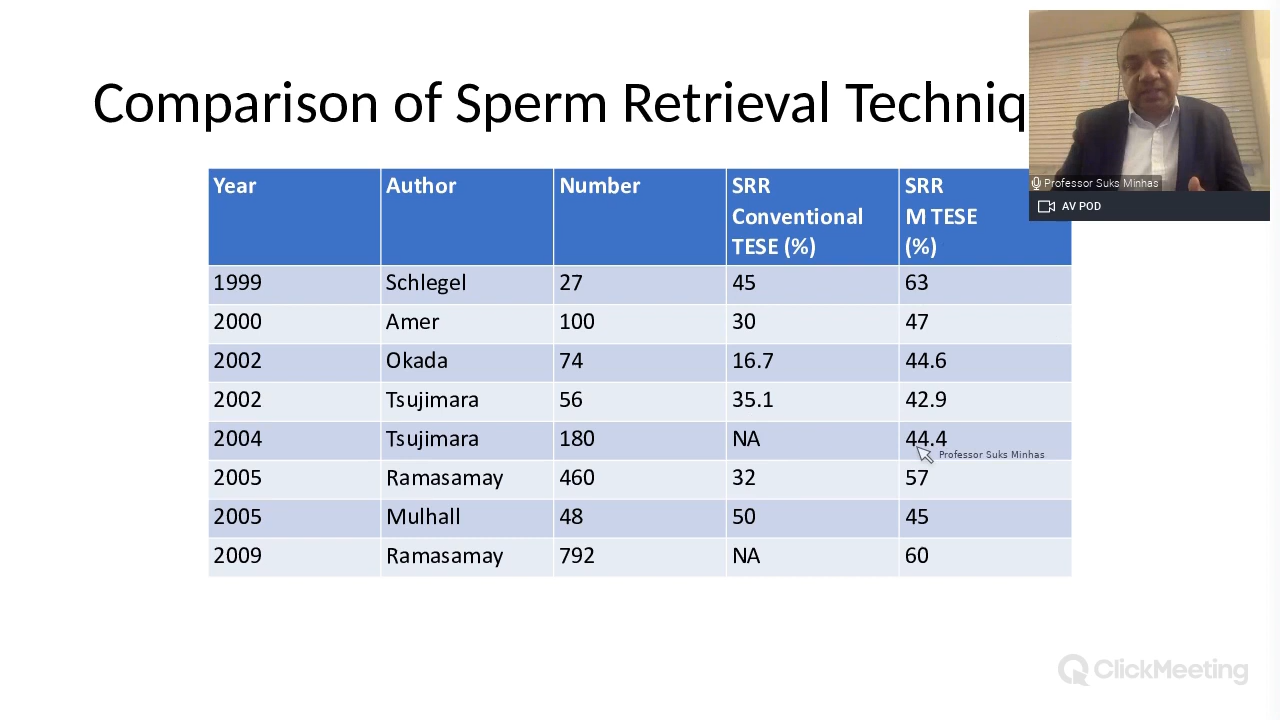 Comparison of Sperm Retrieval Techniq
Professor Suks Minhas
AV POD
Year Author Number SRR Conventional TESE (%) SRR M TESE (%)
1999 Schlegel 27 45 63
2000 Amer 100 30 47
2002 Okada 74 16.7 44.6
2002 Tsujimara 56 35.1 42.9
2004 Tsujimara 180 NA 44.4
Professor Suks Minhas
2005 Ramasamay 460 32 57
2005 Mulhall 48 50 45
2009 Ramasamay 792 NA 60
ClickMeeting